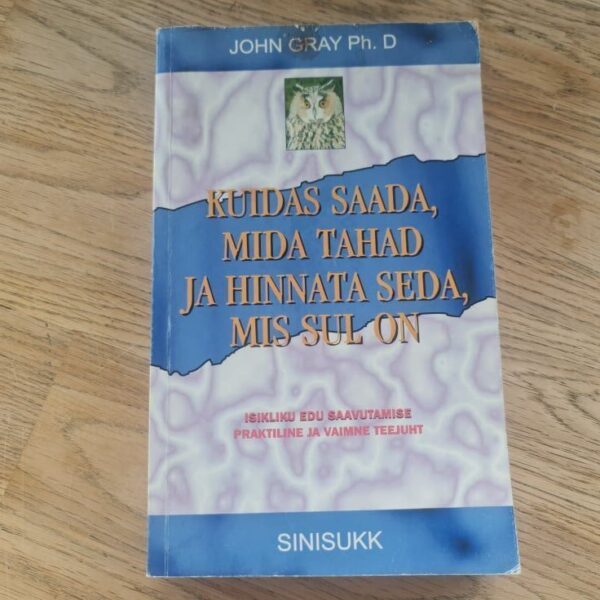 JOHN GRAY Ph. D
KUIDAS SAADA,
MIDA TAHAD
JA HINNATA SEDA,
MIS SUL ON
ISIKLIKU EDU SAAVUTAMISE
PRAKTILINE JA VAIMNE TEEJUHT
SINISUKK